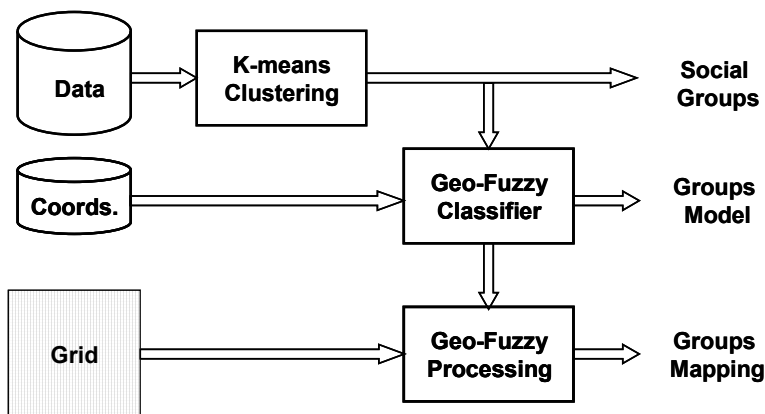 Data
K-means
Clustering
Social
Groups
Coords.
Geo-Fuzzy
Classifier
Groups
Model
Grid
Geo-Fuzzy
Processing
Groups
Mapping